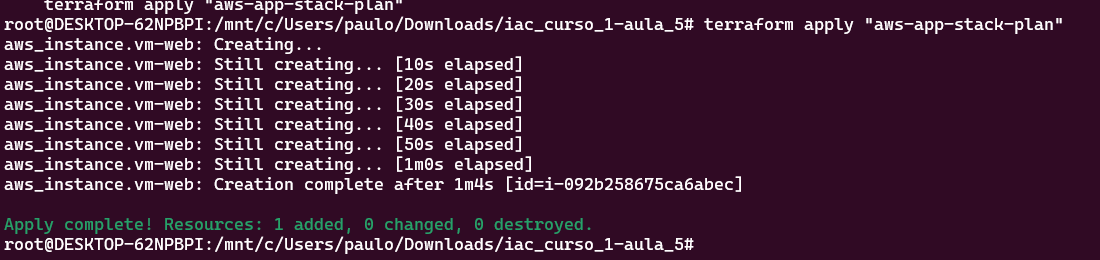 terraform apply "aws-app-stack-plan"
root@DESKTOP-62NPBPI:/mnt/c/Users/paulo/Downloads/iac_curso_1-aula_5# terraform apply "aws-app-stack-plan"
aws_instance.vm-web: Creating...
aws_instance.vm-web: Still creating... [10s elapsed]
aws_instance.vm-web: Still creating... [20s elapsed]
aws_instance.vm-web: Still creating... [30s elapsed]
aws_instance.vm-web: Still creating... [40s elapsed]
aws_instance.vm-web: Still creating... [50s elapsed]
aws_instance.vm-web: Still creating... [1m0s elapsed]
aws_instance.vm-web: Creation complete after 1m4s [id=i-092b258675ca6abec]
Apply complete! Resources: 1 added, 0 changed, 0 destroyed.
root@DESKTOP-62NPBPI:/mnt/c/Users/paulo/Downloads/iac_curso_1-aula_5#